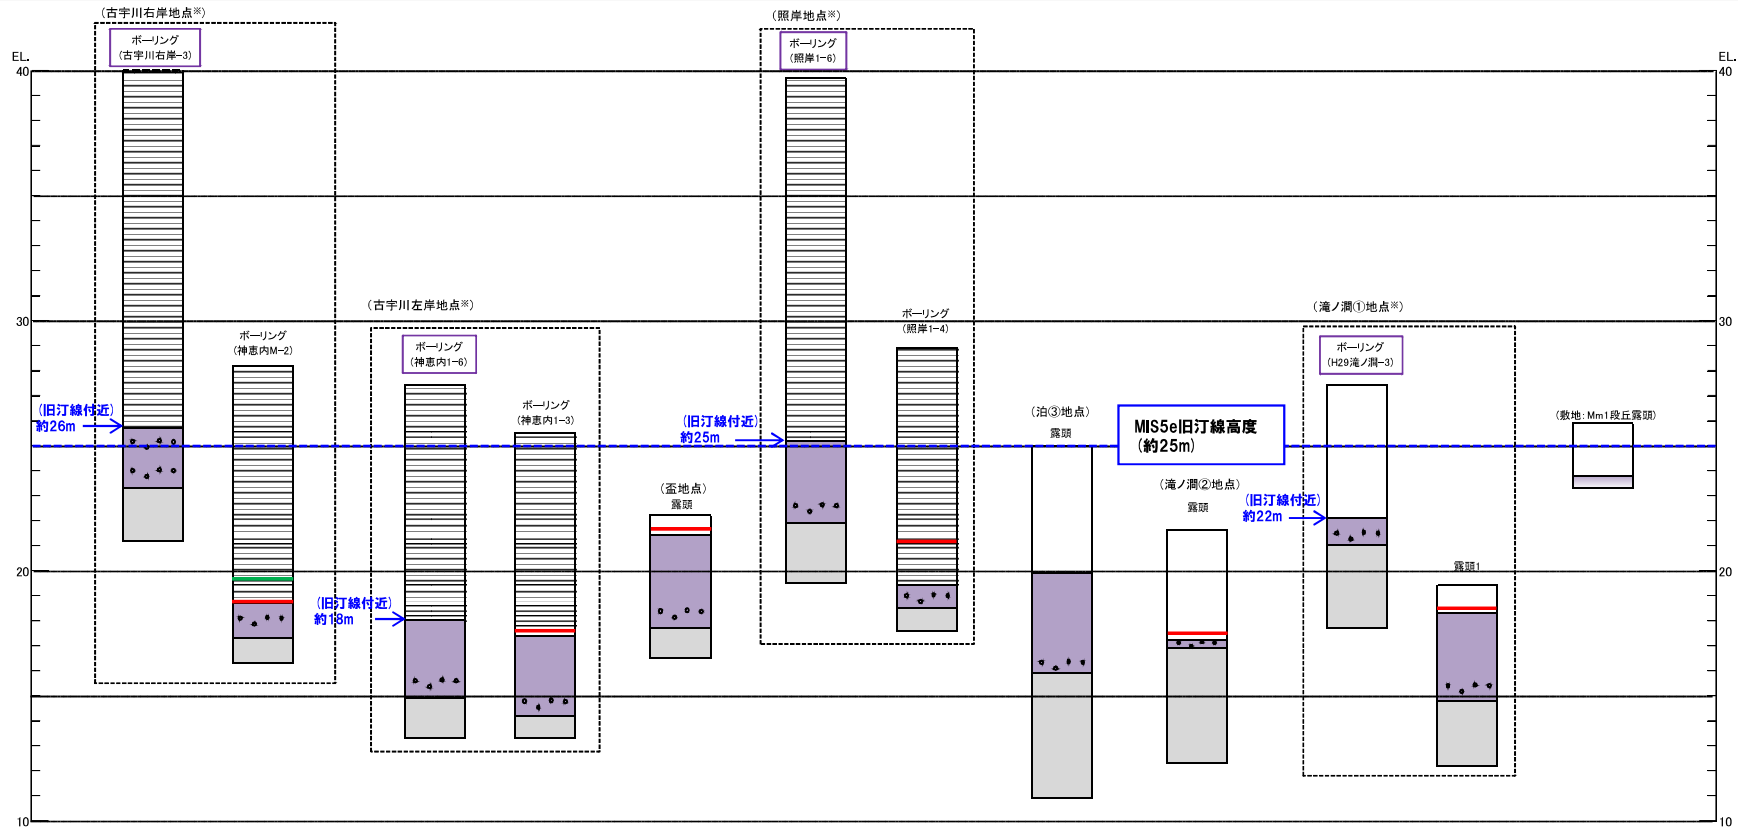 (古宇川右岸地点※)
ボーリング
(古宇川右岸-3)
(照岸地点※)
ボーリング
(照岸1-6)
EL.
EL.
40
40
(古宇川左岸地点※)
(滝ノ澗①地点※)
ボーリング
(照岸1-4)
30
30
ボーリング
(神恵内M-2)
ボーリング
(神恵内1-6)
ボーリング
(H29滝ノ澗-3)
(旧汀線付近)
約26m
ボーリング
(神恵内1-3)
(旧汀線付近)
約25m
(泊③地点)
露頭
MIS5e旧汀線高度
(約25m)
(敷地:Mm1段丘露頭)
(盃地点)
露頭
(滝ノ澗②地点)
露頭
(旧汀線付近)
約22m
20
20
露頭1
(旧汀線付近)
約18m
10
10